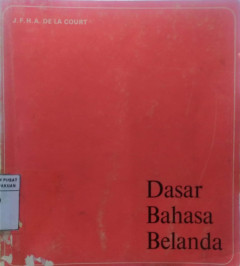 J.F.H.A. DE LA COURT
Dasar
Bahasa
Belanda